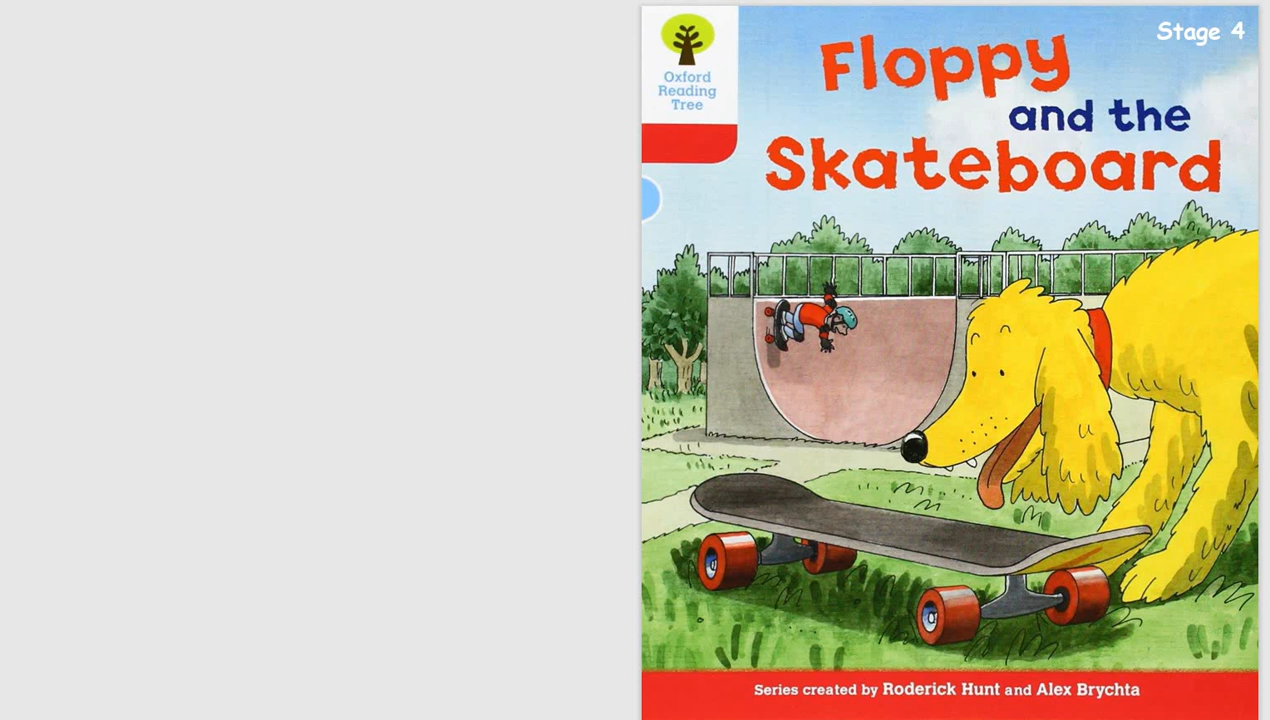 Stage 4
Oxford
Reading
Tree
Floppy
and the
Skateboard
Series created by Roderick Hunt and Alex Brychta